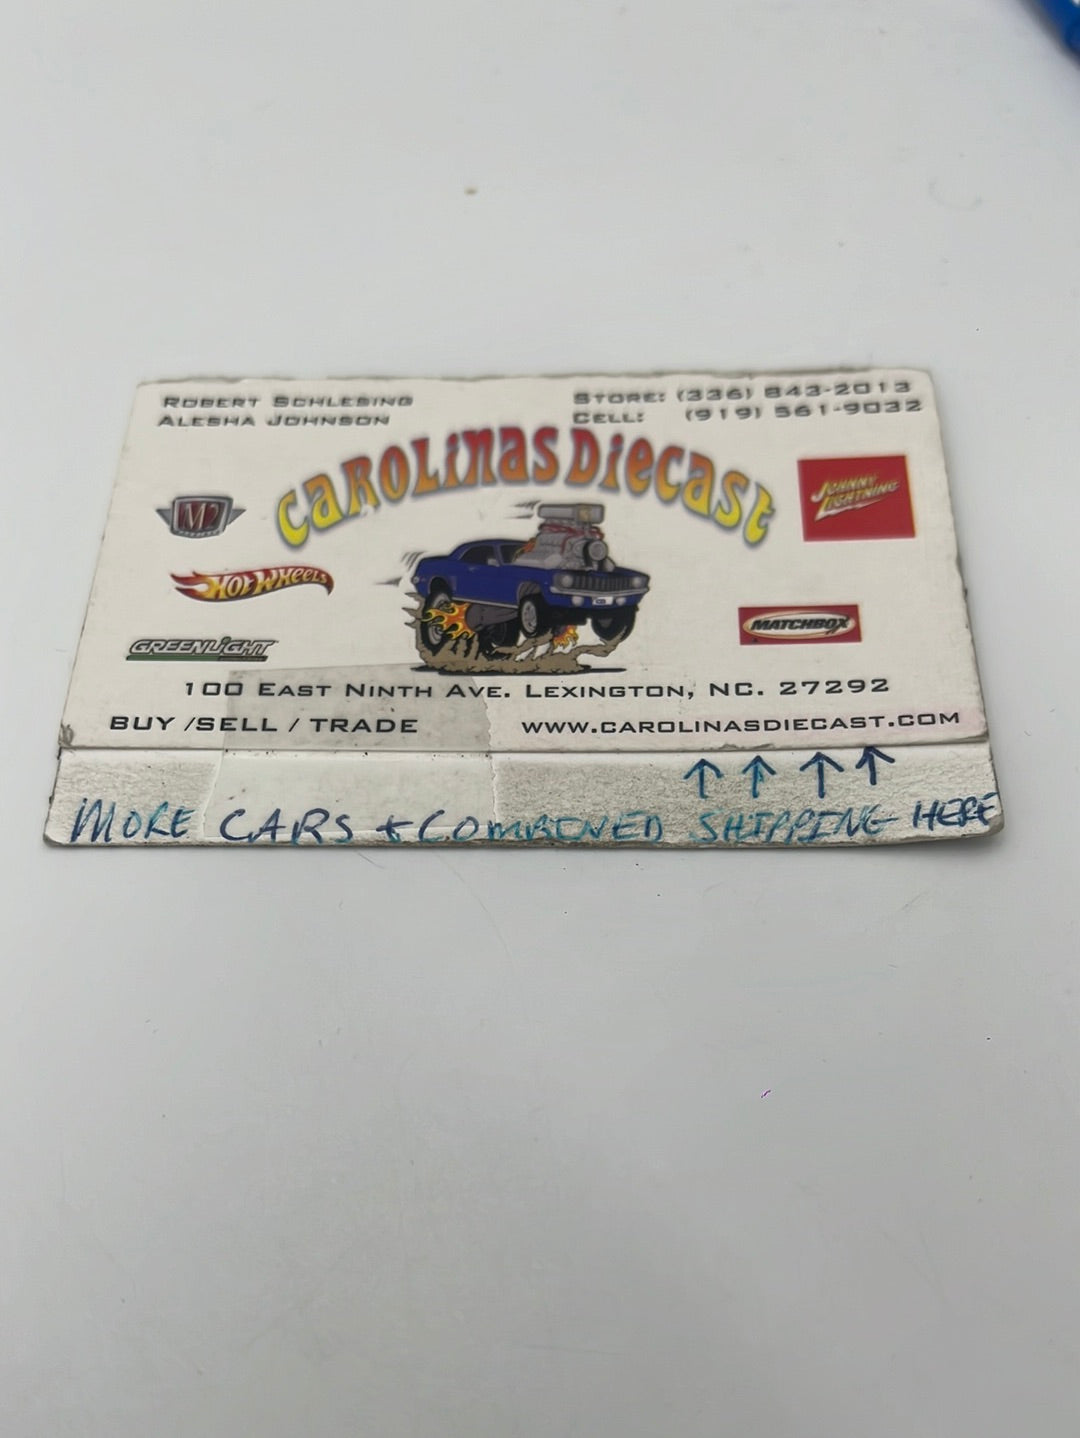 ROBERT SCHLESING
ALESHA JOHNSON
STORE: (336) 843-2013
CELL: (919) 561-9032
CAROLINAS DIECAST
M2
JOHNNY LIGHTNING
HOT WHEELS
MATCHBOX
GREENLIGHT
100 EAST NINTH AVE. LEXINGTON, NC. 27292
BUY /SELL / TRADE
WWW.CAROLINASDIECAST.COM
↑ ↑ ↑ ↑
MORE CARS + COMBINED SHIPPING HERE